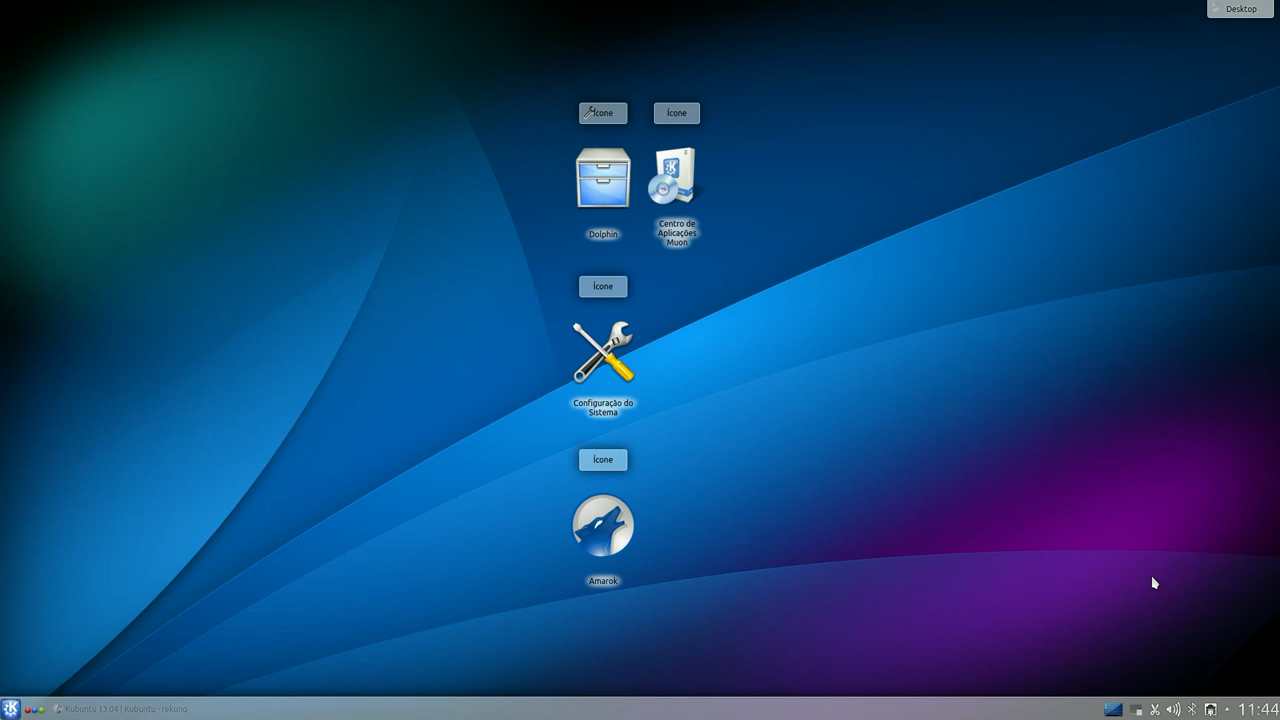 Desktop
Ícone
Ícone
Dolphin
Centro de
Aplicações
Muon
Ícone
Configuração do
Sistema
Ícone
Amarok
Kubuntu 13.04 | Kubuntu - rekonq
11:44